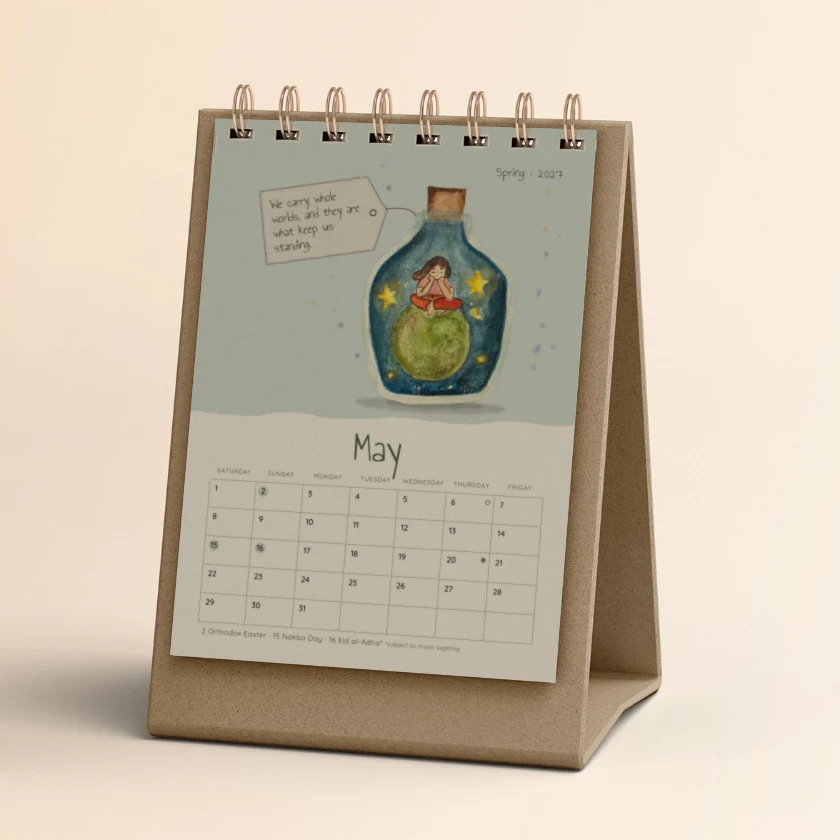 Spring - 2027
We carry whole
worlds, and they are
what keep us
standing.
May
SATURDAY SUNDAY MONDAY TUESDAY WEDNESDAY THURSDAY FRIDAY
1 2 3 4 5 6 7
8 9 10 11 12 13 14
15 16 17 18 19 20 21
22 23 24 25 26 27 28
29 30 31
2 Orthodox Easter · 15 Nakba Day · 16 Eid al-Adha* *subject to moon sighting